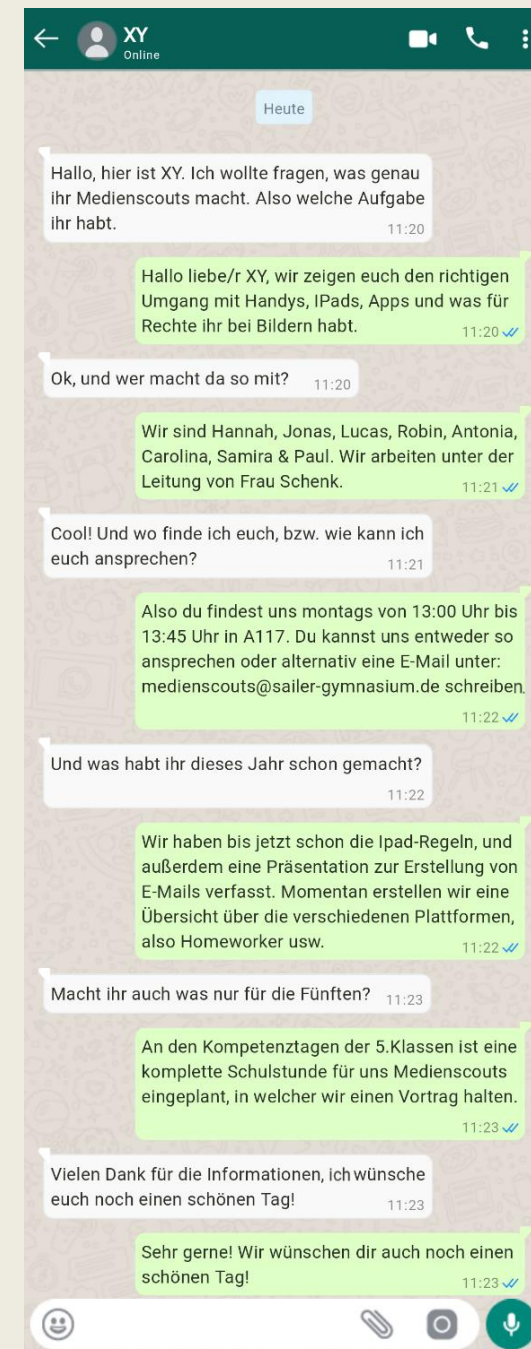 XY
Online
Heute
Hallo, hier ist XY. Ich wollte fragen, was genau
ihr Medienscouts macht. Also welche Aufgabe
ihr habt.
11:20
Hallo liebe/r XY, wir zeigen euch den richtigen
Umgang mit Handys, IPads, Apps und was für
Rechte ihr bei Bildern habt.
11:20
Ok, und wer macht da so mit?
11:20
Wir sind Hannah, Jonas, Lucas, Robin, Antonia,
Carolina, Samira & Paul. Wir arbeiten unter der
Leitung von Frau Schenk.
11:21
Cool! Und wo finde ich euch, bzw. wie kann ich
euch ansprechen?
11:21
Also du findest uns montags von 13:00 Uhr bis
13:45 Uhr in A117. Du kannst uns entweder so
ansprechen oder alternativ eine E-Mail unter:
medienscouts@sailer-gymnasium.de schreiben.
11:22
Und was habt ihr dieses Jahr schon gemacht?
11:22
Wir haben bis jetzt schon die Ipad-Regeln, und
außerdem eine Präsentation zur Erstellung von
E-Mails verfasst. Momentan erstellen wir eine
Übersicht über die verschiedenen Plattformen,
also Homeworker usw.
11:22
Macht ihr auch was nur für die Fünften?
11:23
An den Kompetenztagen der 5.Klassen ist eine
komplette Schulstunde für uns Medienscouts
eingeplant, in welcher wir einen Vortrag halten.
11:23
Vielen Dank für die Informationen, ich wünsche
euch noch einen schönen Tag!
11:23
Sehr gerne! Wir wünschen dir auch noch einen
schönen Tag!
11:23